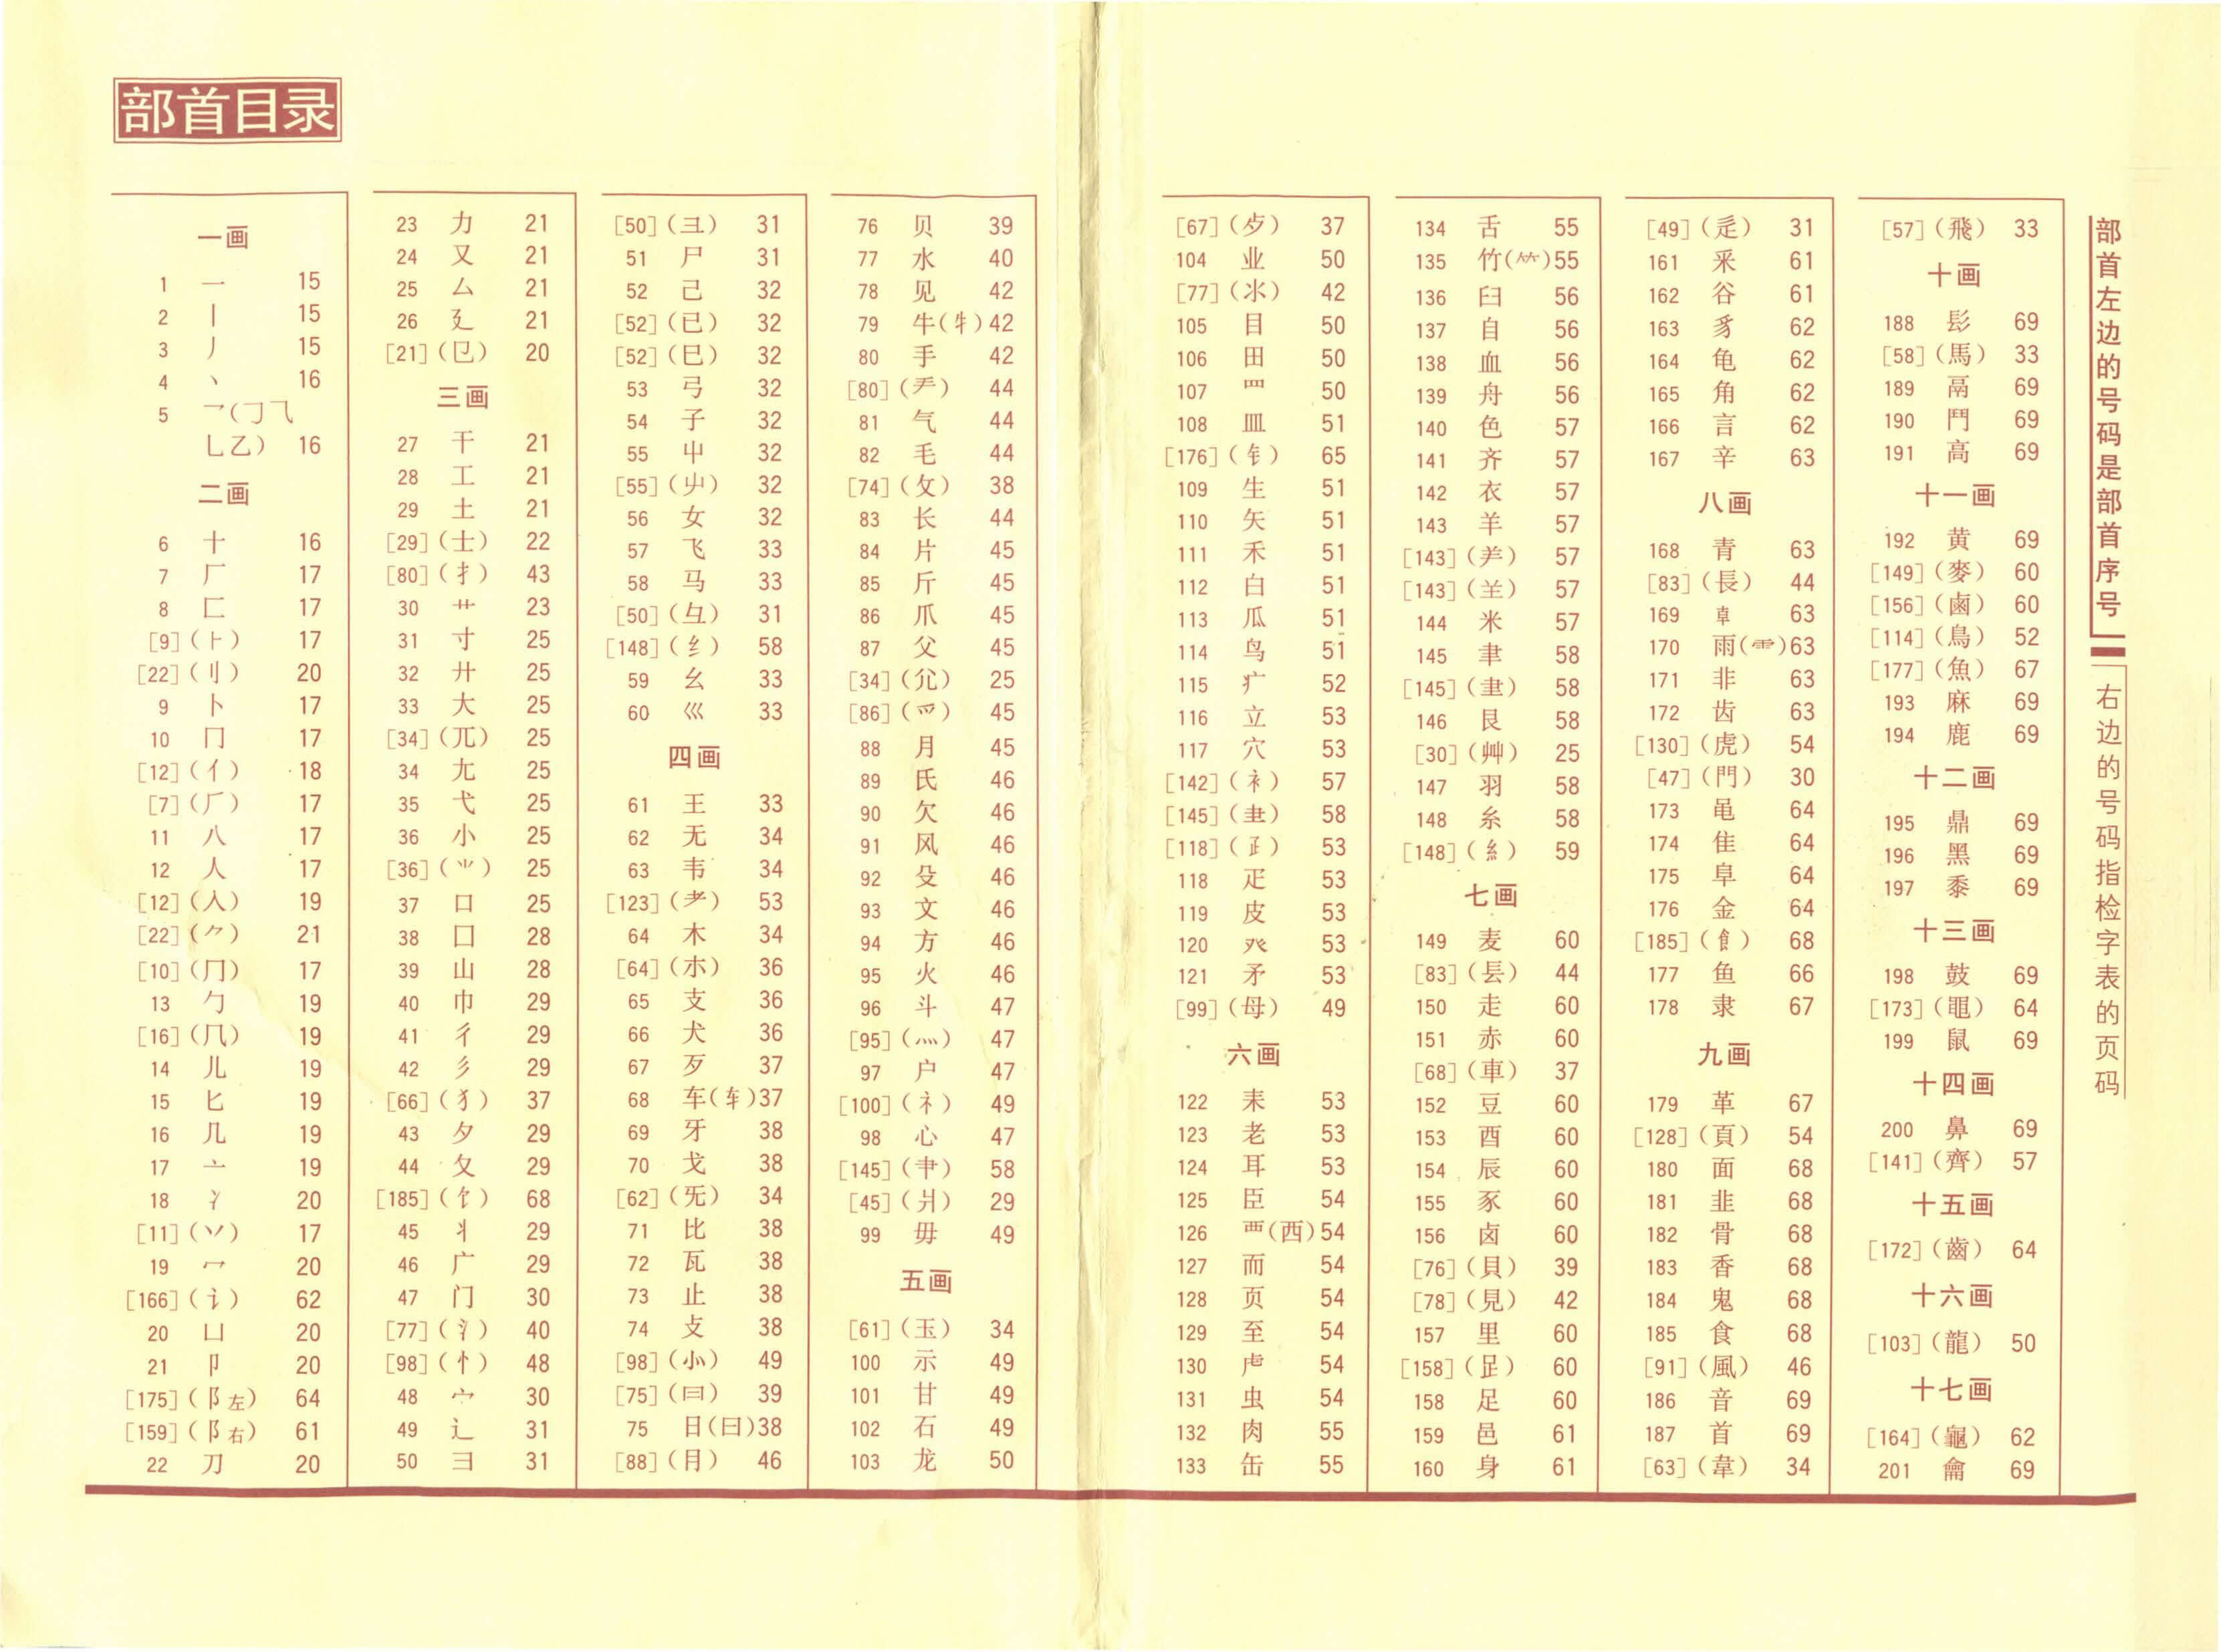 部首目录
一画
1 一 15
2 丨 15
3 丿 15
4 丶 16
5 乛(㇆⺄
乚乙) 16
二画
6 十 16
7 厂 17
8 匚 17
[9] (⺊) 17
[22] (刂) 20
9 卜 17
10 冂 17
[12] (亻) 18
[7] (𠂆) 17
11 八 17
12 人 17
[12] (入) 19
[22] (⺈) 21
[10] (⺆) 17
13 勹 19
[16] (𠘨) 19
14 儿 19
15 匕 19
16 几 19
17 亠 19
18 冫 20
[11] (丷) 17
19 冖 20
[166] (讠) 62
20 凵 20
21 卩 20
[175] (阝左) 64
[159] (阝右) 61
22 刀 20
23 力 21
24 又 21
25 厶 21
26 廴 21
[21] (㔾) 20
三画
27 干 21
28 工 21
29 土 21
[29] (士) 22
[80] (扌) 43
30 艹 23
31 寸 25
32 廾 25
33 大 25
[34] (兀) 25
34 尢 25
35 弋 25
36 小 25
[36] (⺌) 25
37 口 25
38 囗 28
39 山 28
40 巾 29
41 彳 29
42 彡 29
[66] (犭) 37
43 夕 29
44 夂 29
[185] (饣) 68
45 丬 29
46 广 29
47 门 30
[77] (氵) 40
[98] (忄) 48
48 宀 30
49 辶 31
50 彐 31
[50] (彑) 31
51 尸 31
52 己 32
[52] (已) 32
[52] (巳) 32
53 弓 32
54 子 32
55 屮 32
[55] (屮) 32
56 女 32
57 飞 33
58 马 33
[50] (彑) 31
[148] (纟) 58
59 幺 33
60 巛 33
四画
61 王 33
62 无 34
63 韦 34
[123] (耂) 53
64 木 34
[64] (朩) 36
65 支 36
66 犬 36
67 歹 37
68 车(车)37
69 牙 38
70 戈 38
[62] (旡) 34
71 比 38
72 瓦 38
73 止 38
74 攴 38
[98] (⺗) 49
[75] (冃) 39
75 日(曰)38
[88] (月) 46
76 贝 39
77 水 40
78 见 42
79 牛(牜)42
80 手 42
[80] (龵) 44
81 气 44
82 毛 44
[74] (攵) 38
83 长 44
84 片 45
85 斤 45
86 爪 45
87 父 45
[34] (尣) 25
[86] (爫) 45
88 月 45
89 氏 46
90 欠 46
91 风 46
92 殳 46
93 文 46
94 方 46
95 火 46
96 斗 47
[95] (灬) 47
97 户 47
[100] (礻) 49
98 心 47
[145] (肀) 58
[45] (爿) 29
99 毋 49
五画
[61] (玉) 34
100 示 49
101 甘 49
102 石 49
103 龙 50
[67] (歺) 37
104 业 50
[77] (氺) 42
105 目 50
106 田 50
107 罒 50
108 皿 51
[176] (钅) 65
109 生 51
110 矢 51
111 禾 51
112 白 51
113 瓜 51
114 鸟 51
115 疒 52
116 立 53
117 穴 53
[142] (衤) 57
[145] (⺻) 58
[118] (𤴔) 53
118 疋 53
119 皮 53
120 癶 53
121 矛 53
[99] (母) 49
六画
122 耒 53
123 老 53
124 耳 53
125 臣 54
126 覀(西)54
127 而 54
128 页 54
129 至 54
130 虍 54
131 虫 54
132 肉 55
133 缶 55
134 舌 55
135 竹(⺮)55
136 臼 56
137 自 56
138 血 56
139 舟 56
140 色 57
141 齐 57
142 衣 57
143 羊 57
[143] (⺶) 57
[143] (⺷) 57
144 米 57
145 聿 58
[145] (⺻) 58
146 艮 58
[30] (艸) 25
147 羽 58
148 糸 58
[148] (糹) 59
七画
149 麦 60
[83] (镸) 44
150 走 60
151 赤 60
[68] (車) 37
152 豆 60
153 酉 60
154 辰 60
155 豕 60
156 卤 60
[76] (貝) 39
[78] (見) 42
157 里 60
[158] (⻊) 60
158 足 60
159 邑 61
160 身 61
[49] (辵) 31
161 釆 61
162 谷 61
163 豸 62
164 龟 62
165 角 62
166 言 62
167 辛 63
八画
168 青 63
[83] (長) 44
169 𠦝 63
170 雨(⻗)63
171 非 63
172 齿 63
[130] (虎) 54
[47] (門) 30
173 黾 64
174 隹 64
175 阜 64
176 金 64
[185] (飠) 68
177 鱼 66
178 隶 67
九画
179 革 67
[128] (頁) 54
180 面 68
181 韭 68
182 骨 68
183 香 68
184 鬼 68
185 食 68
[91] (風) 46
186 音 69
187 首 69
[63] (韋) 34
[57] (飛) 33
十画
188 髟 69
[58] (馬) 33
189 鬲 69
190 鬥 69
191 高 69
十一画
192 黄 69
[149] (麥) 60
[156] (鹵) 60
[114] (鳥) 52
[177] (魚) 67
193 麻 69
194 鹿 69
十二画
195 鼎 69
196 黑 69
197 黍 69
十三画
198 鼓 69
[173] (黽) 64
199 鼠 69
十四画
200 鼻 69
[141] (齊) 57
十五画
[172] (齒) 64
十六画
[103] (龍) 50
十七画
[164] (龜) 62
201 龠 69
部首左边的号码是部首序号
右边的号码指检字表的页码